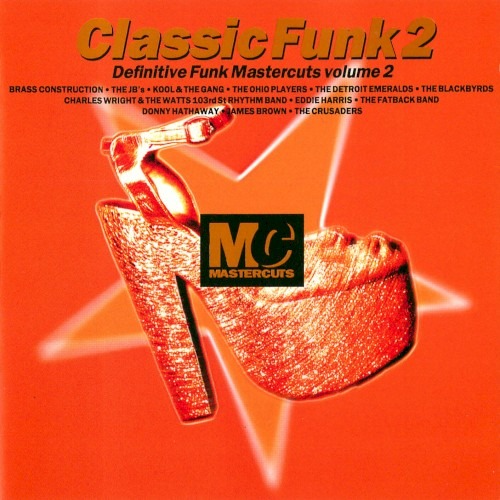 Classic Funk 2
Definitive Funk Mastercuts volume 2
BRASS CONSTRUCTION • THE JB's • KOOL & THE GANG • THE OHIO PLAYERS • THE DETROIT EMERALDS • THE BLACKBYRDS
CHARLES WRIGHT & THE WATTS 103rd St RHYTHM BAND • EDDIE HARRIS • THE FATBACK BAND
DONNY HATHAWAY • JAMES BROWN • THE CRUSADERS
Mc
MASTERCUTS